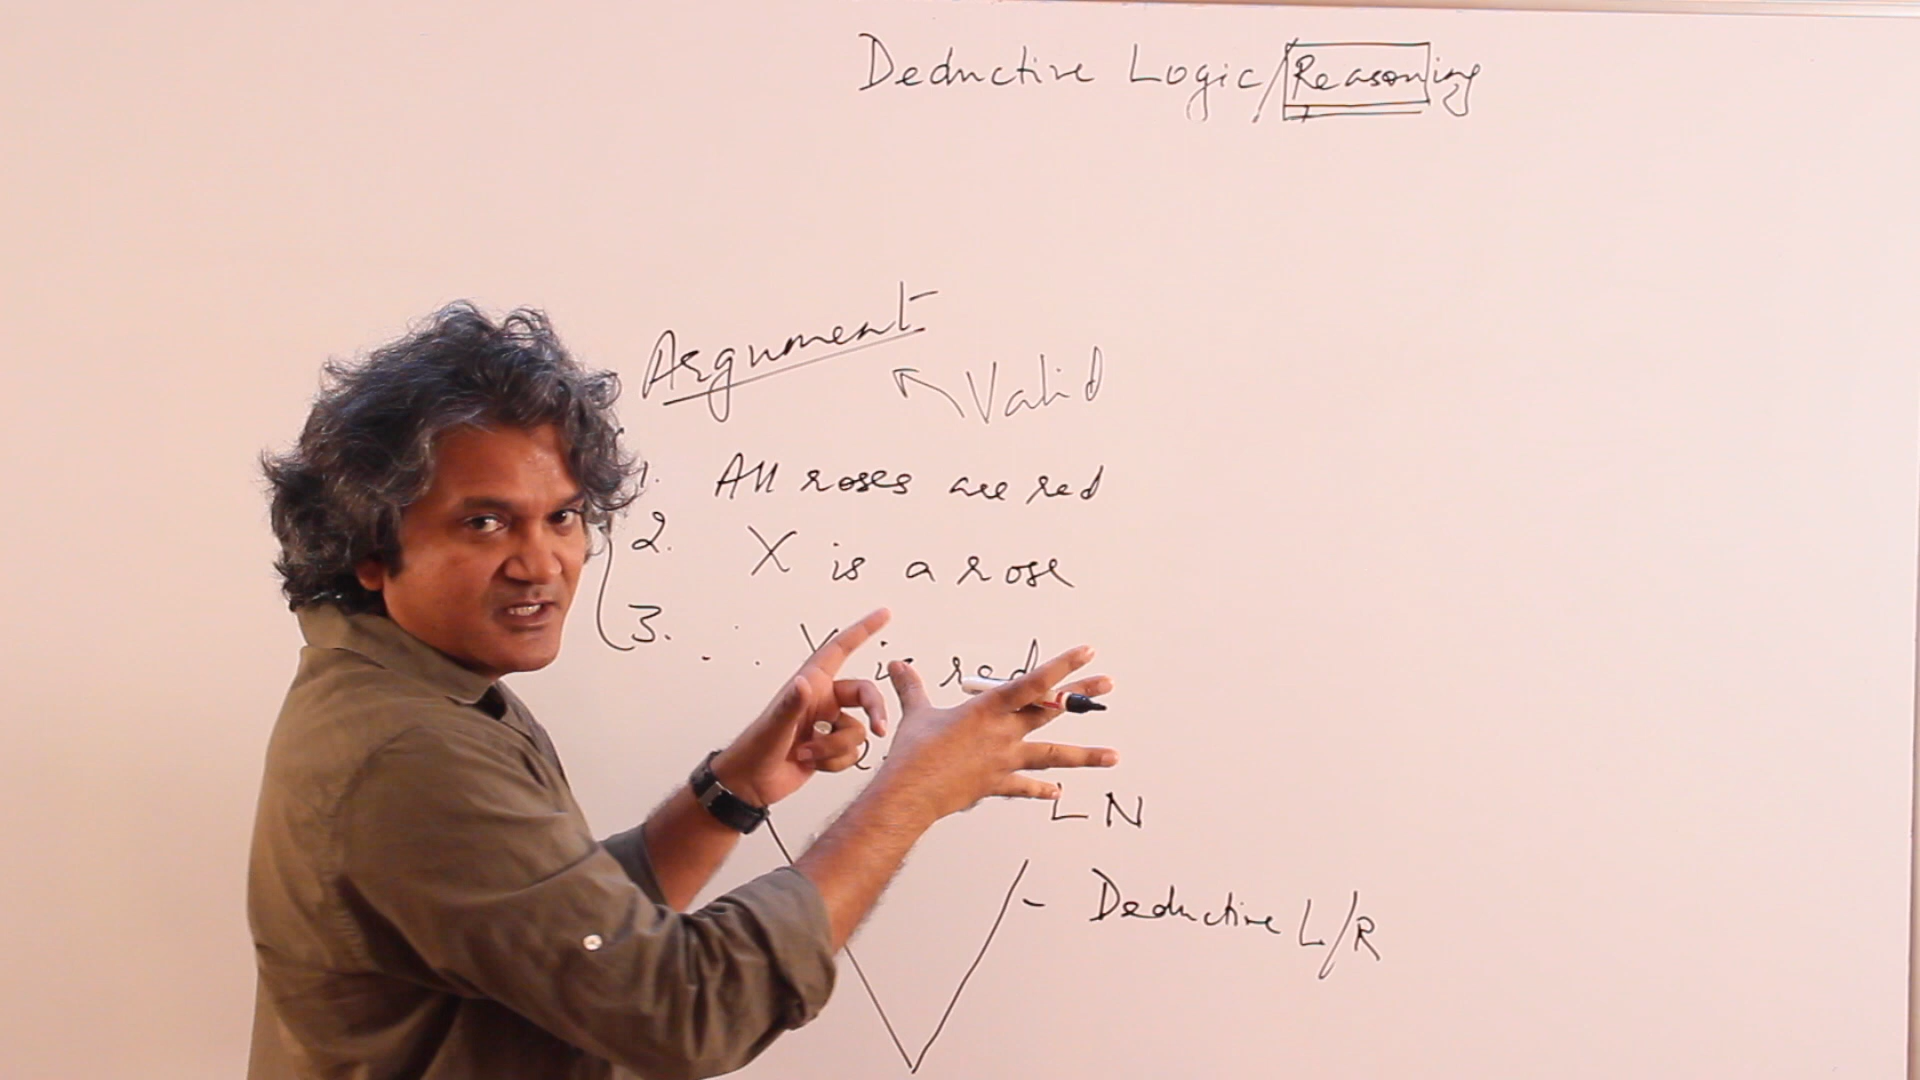 Deductive Logic/Reasoning
Argument
Valid
1. All roses are red
2. X is a rose
3. ∴ X is red
LN
- Deductive L/R